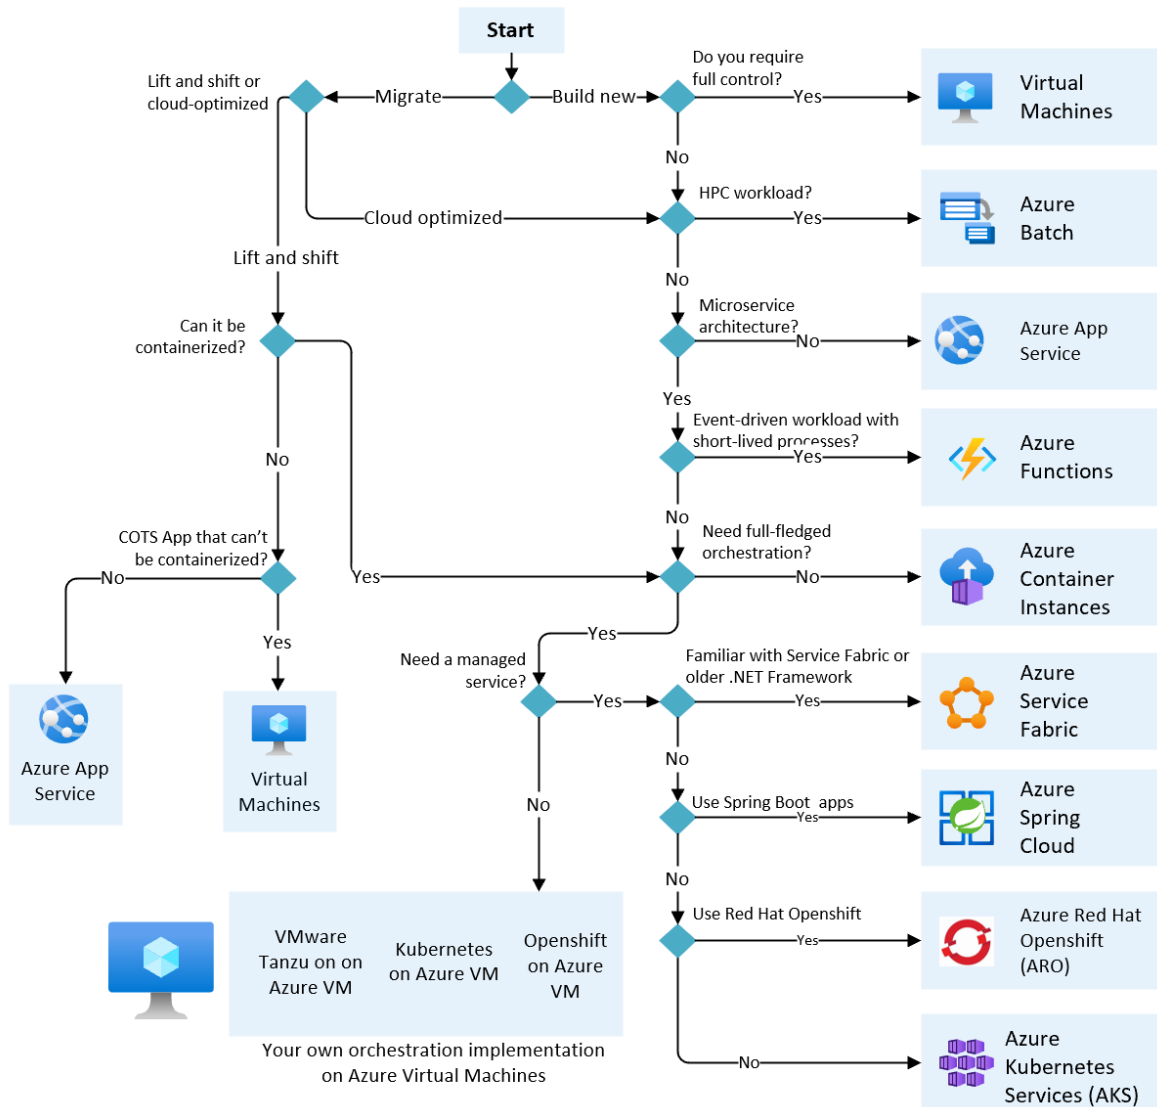 Start
Do you require
full control?
Lift and shift or
cloud-optimized
Migrate
Build new
Yes
Virtual
Machines
No
HPC workload?
Cloud optimized
Yes
Azure
Batch
Lift and shift
No
Microservice
architecture?
Can it be
containerized?
No
Azure App
Service
Yes
Event-driven workload with
short-lived processes?
Yes
Azure
Functions
No
No
Need full-fledged
orchestration?
COTS App that can't
be containerized?
No
Yes
No
Azure
Container
Instances
Yes
Yes
Need a managed
service?
Familiar with Service Fabric or
older .NET Framework
Yes
Yes
Azure
Service
Fabric
Azure App
Service
Virtual
Machines
No
No
Use Spring Boot apps
Yes
Azure
Spring
Cloud
No
Use Red Hat Openshift
Yes
Azure Red Hat
Openshift
(ARO)
VMware
Tanzu on on
Azure VM
Kubernetes
on Azure VM
Openshift
on Azure
VM
Your own orchestration implementation
on Azure Virtual Machines
No
Azure
Kubernetes
Services (AKS)